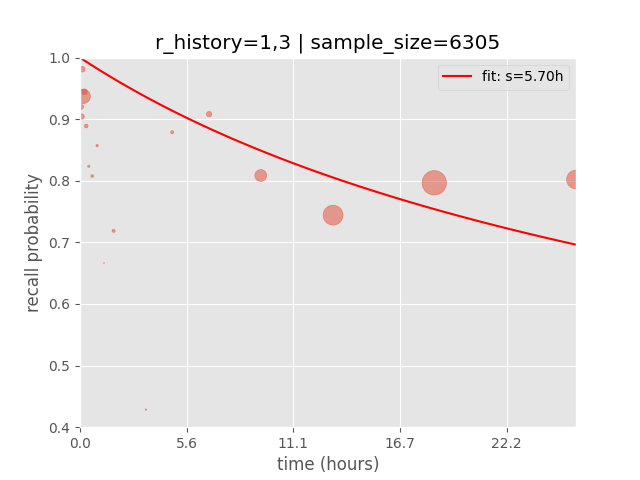 r_history=1,3 | sample_size=6305
fit: s=5.70h
recall probability
1.0
0.9
0.8
0.7
0.6
0.5
0.4
0.0 5.6 11.1 16.7 22.2
time (hours)